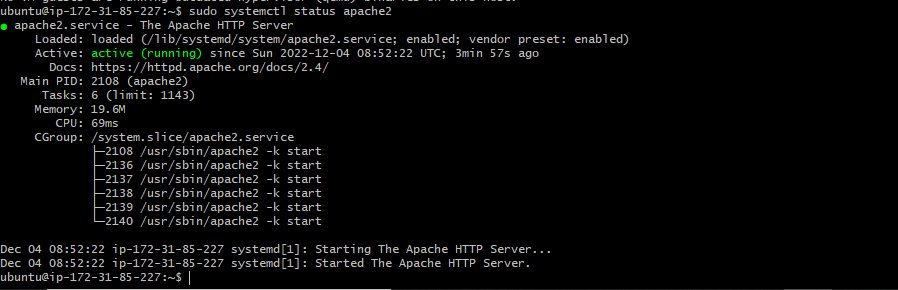 ubuntu@ip-172-31-85-227:~$ sudo systemctl status apache2
● apache2.service - The Apache HTTP Server
Loaded: loaded (/lib/systemd/system/apache2.service; enabled; vendor preset: enabled)
Active: active (running) since Sun 2022-12-04 08:52:22 UTC; 3min 57s ago
Docs: https://httpd.apache.org/docs/2.4/
Main PID: 2108 (apache2)
Tasks: 6 (limit: 1143)
Memory: 19.6M
CPU: 69ms
CGroup: /system.slice/apache2.service
├─2108 /usr/sbin/apache2 -k start
├─2136 /usr/sbin/apache2 -k start
├─2137 /usr/sbin/apache2 -k start
├─2138 /usr/sbin/apache2 -k start
├─2139 /usr/sbin/apache2 -k start
└─2140 /usr/sbin/apache2 -k start
Dec 04 08:52:22 ip-172-31-85-227 systemd[1]: Starting The Apache HTTP Server...
Dec 04 08:52:22 ip-172-31-85-227 systemd[1]: Started The Apache HTTP Server.
ubuntu@ip-172-31-85-227:~$